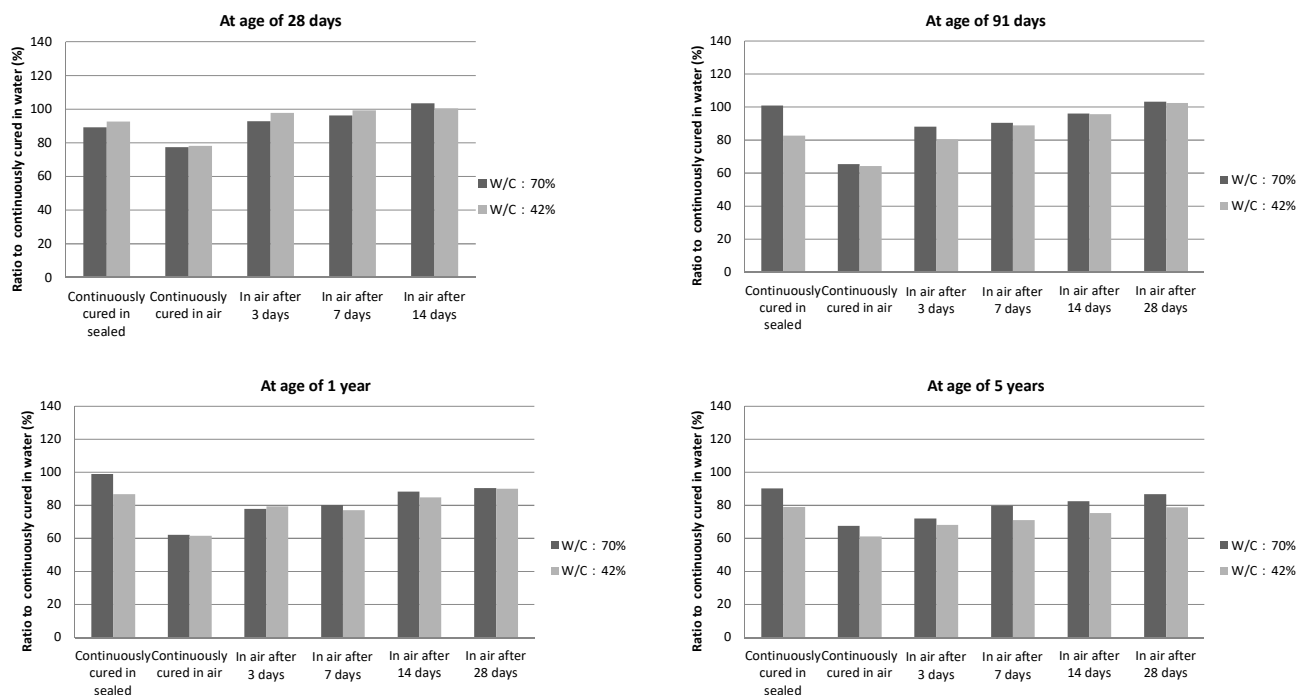 At age of 28 days
Ratio to continuously cured in water (%)
140
120
100
80
60
40
20
0
Continuously cured in sealed
Continuously cured in air
In air after 3 days
In air after 7 days
In air after 14 days
W/C : 70%
W/C : 42%
At age of 91 days
Ratio to continuously cured in water (%)
140
120
100
80
60
40
20
0
Continuously cured in sealed
Continuously cured in air
In air after 3 days
In air after 7 days
In air after 14 days
In air after 28 days
W/C : 70%
W/C : 42%
At age of 1 year
Ratio to continuously cured in water (%)
140
120
100
80
60
40
20
0
Continuously cured in sealed
Continuously cured in air
In air after 3 days
In air after 7 days
In air after 14 days
In air after 28 days
W/C : 70%
W/C : 42%
At age of 5 years
Ratio to continuously cured in water (%)
140
120
100
80
60
40
20
0
Continuously cured in sealed
Continuously cured in air
In air after 3 days
In air after 7 days
In air after 14 days
In air after 28 days
W/C : 70%
W/C : 42%